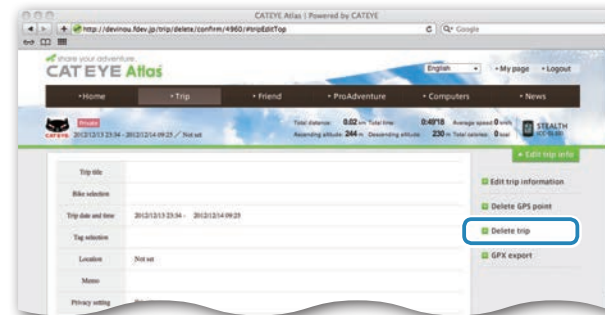 CATEYE Atlas | Powered by CATEYE
http://devinou.fdev.jp/trip/delete/confirm/4960/#tripEditTop
Google
share your adventure.
CATEYE Atlas
English
My page
Logout
Home
Trip
Friend
ProAdventure
Computers
News
Private
CATEYE
2012/12/13 23:34 - 2012/12/14 09:23 / Not set
Total distance: 0.02 km Total time: 0:49'18 Average speed 0 km/h
Ascending altitude: 244 m Descending altitude: 230 m Total calories: 0 kcal
STEALTH
Edit trip info
Trip title
Bike selection
Trip date and time 2012/12/13 23:34 - 2012/12/14 09:23
Tag selection
Location Not set
Memo
Privacy setting
Edit trip information
Delete GPS point
Delete trip
GPX export